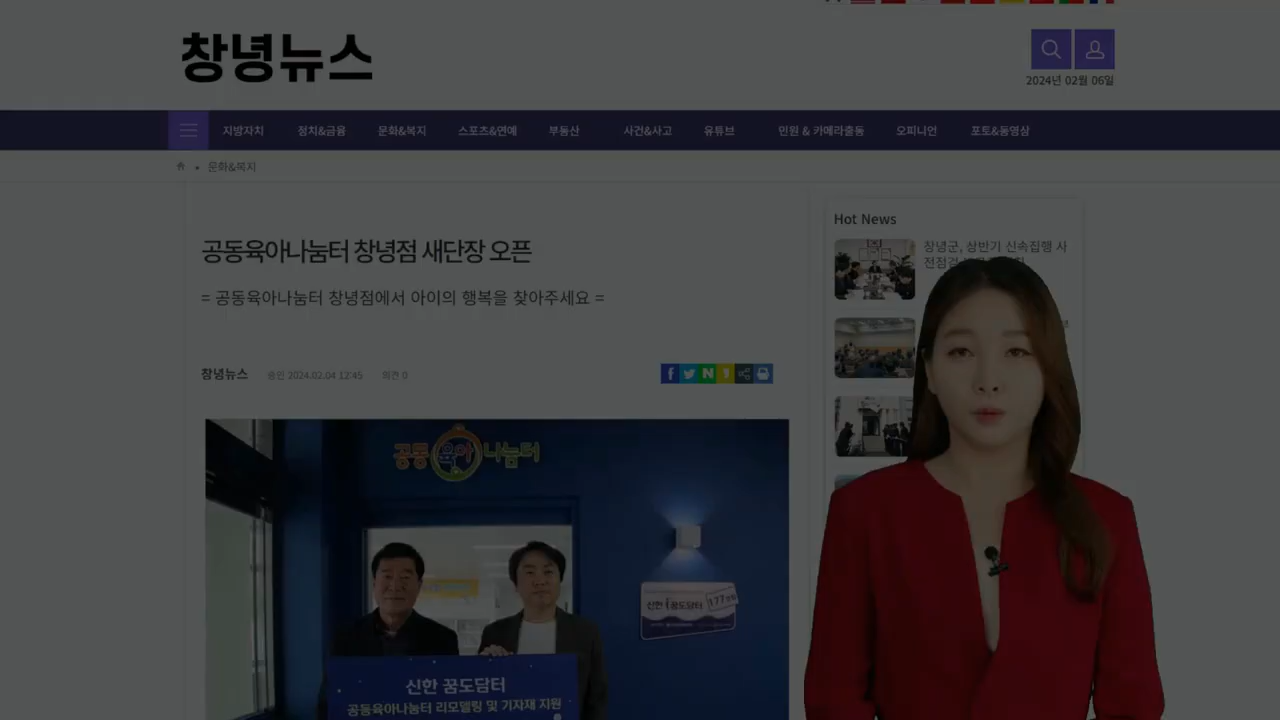 창녕뉴스
2024년 02월 06일
지방자치 정치&금융 문화&복지 스포츠&연예 부동산 사건&사고 유튜브 민원 & 카메라출동 오피니언 포토&동영상
문화&복지
공동육아나눔터 창녕점 새단장 오픈
= 공동육아나눔터 창녕점에서 아이의 행복을 찾아주세요 =
창녕뉴스 승인 2024.02.04 12:45 의견 0
Hot News
창녕군, 상반기 신속집행 사
전점검
공동육아나눔터
신한 꿈도담터
신한 꿈도담터
공동육아나눔터 리모델링 및 기자재 지원